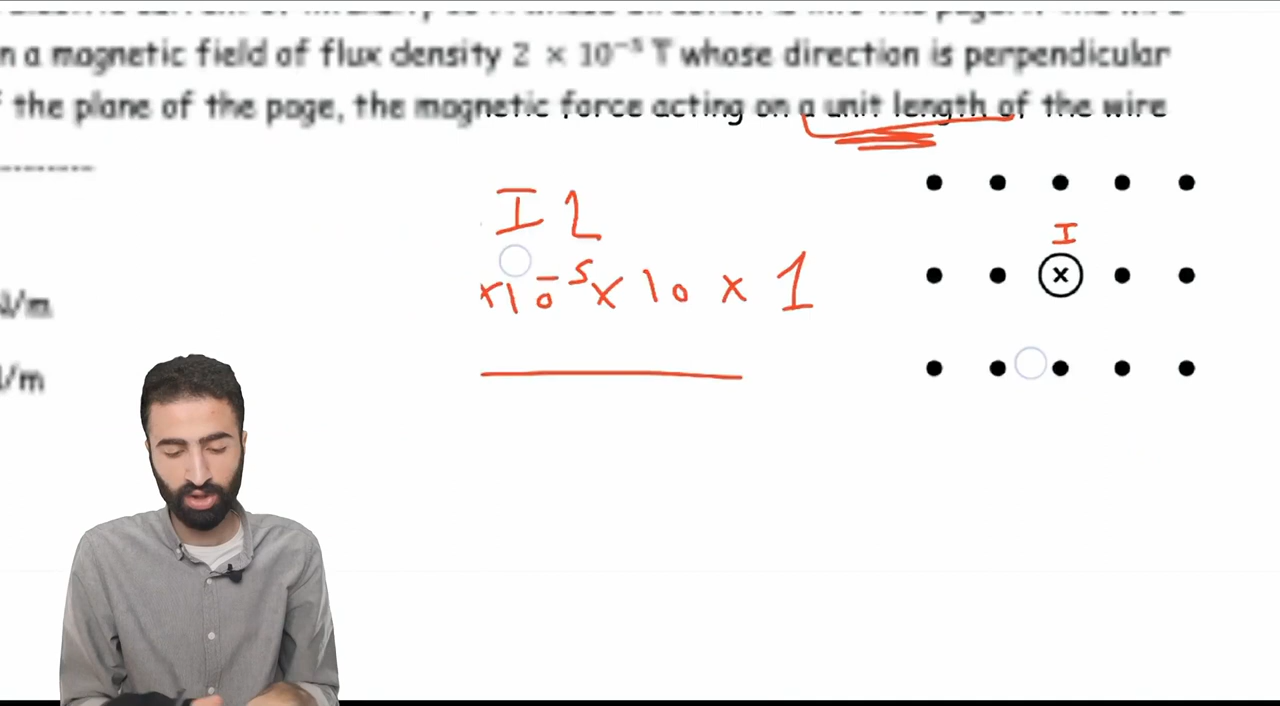 n a magnetic field of flux density 2 × 10⁻⁵ T whose direction is perpendicular
the plane of the page, the magnetic force acting on a unit length of the wire
I L
×10⁻⁵ × 10 × 1
I
x
N/m
/m